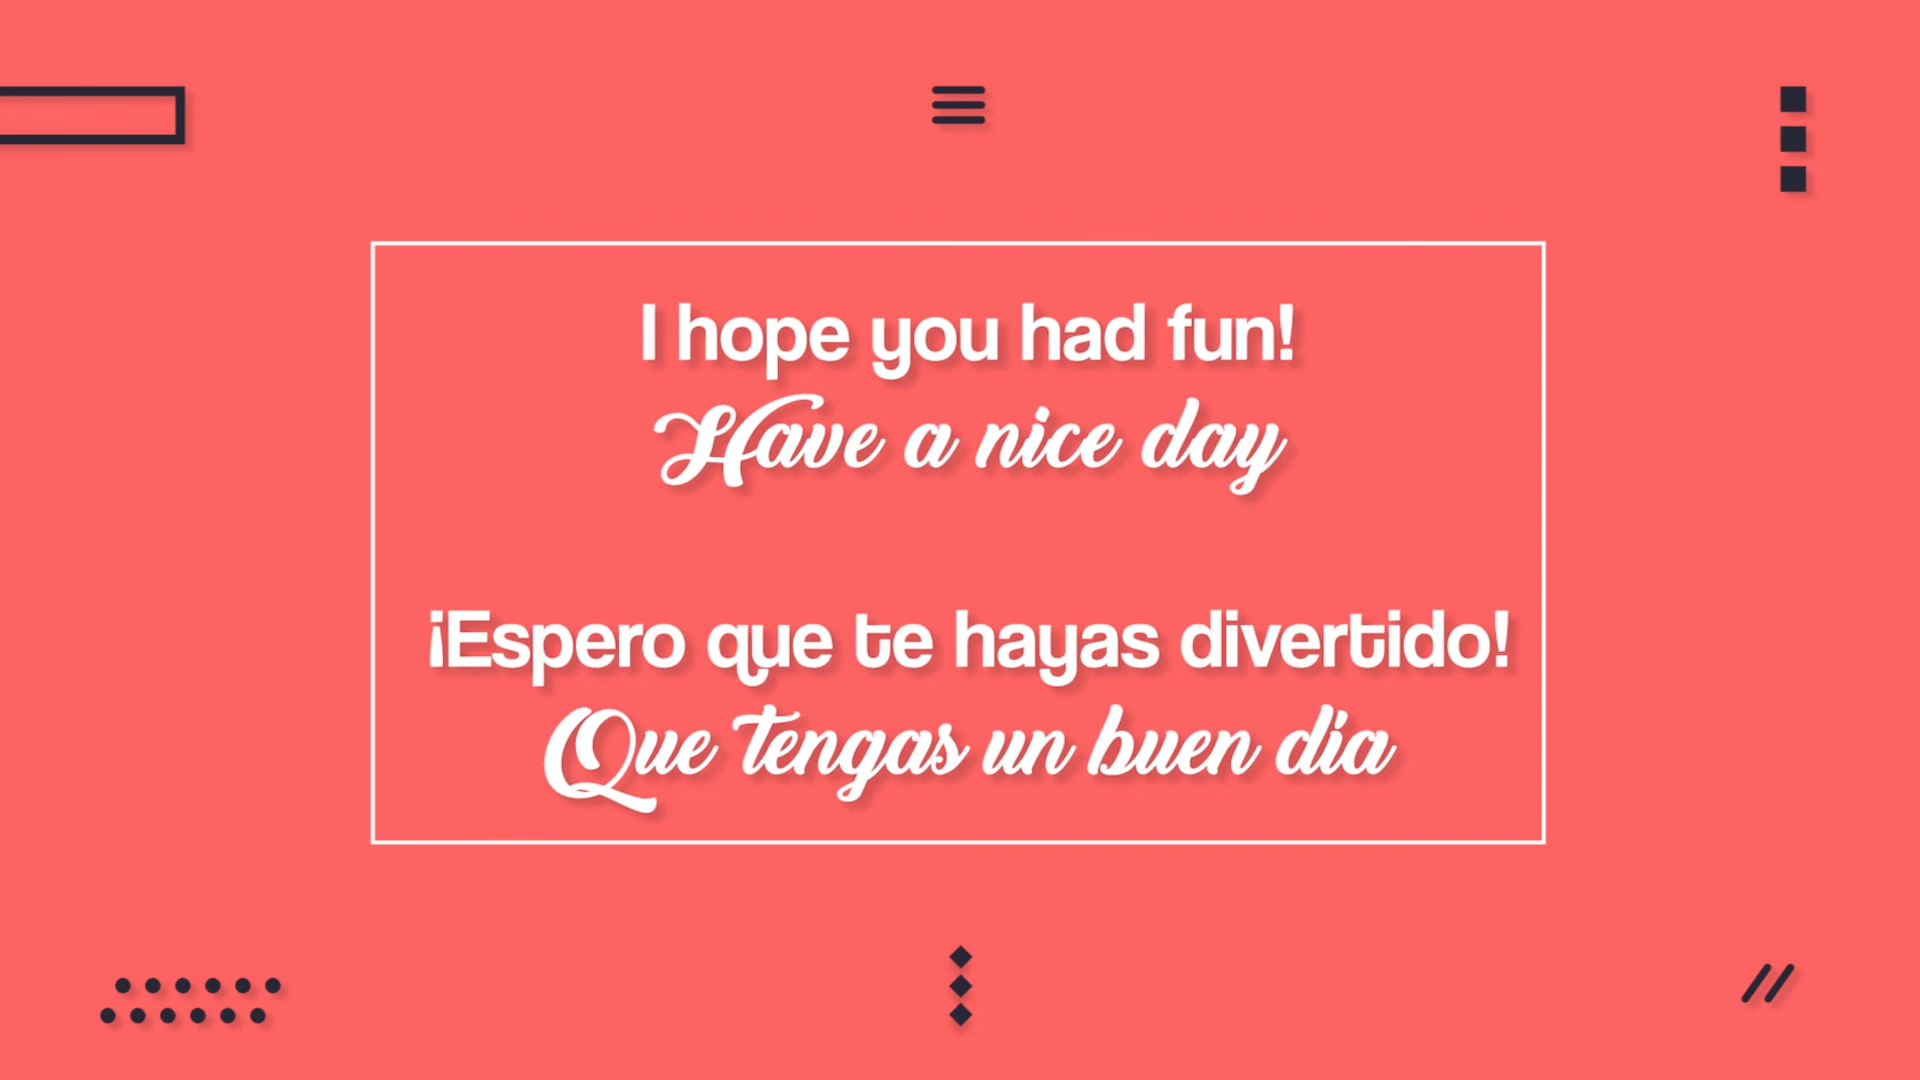 I hope you had fun!
Have a nice day
¡Espero que te hayas divertido!
Que tengas un buen día